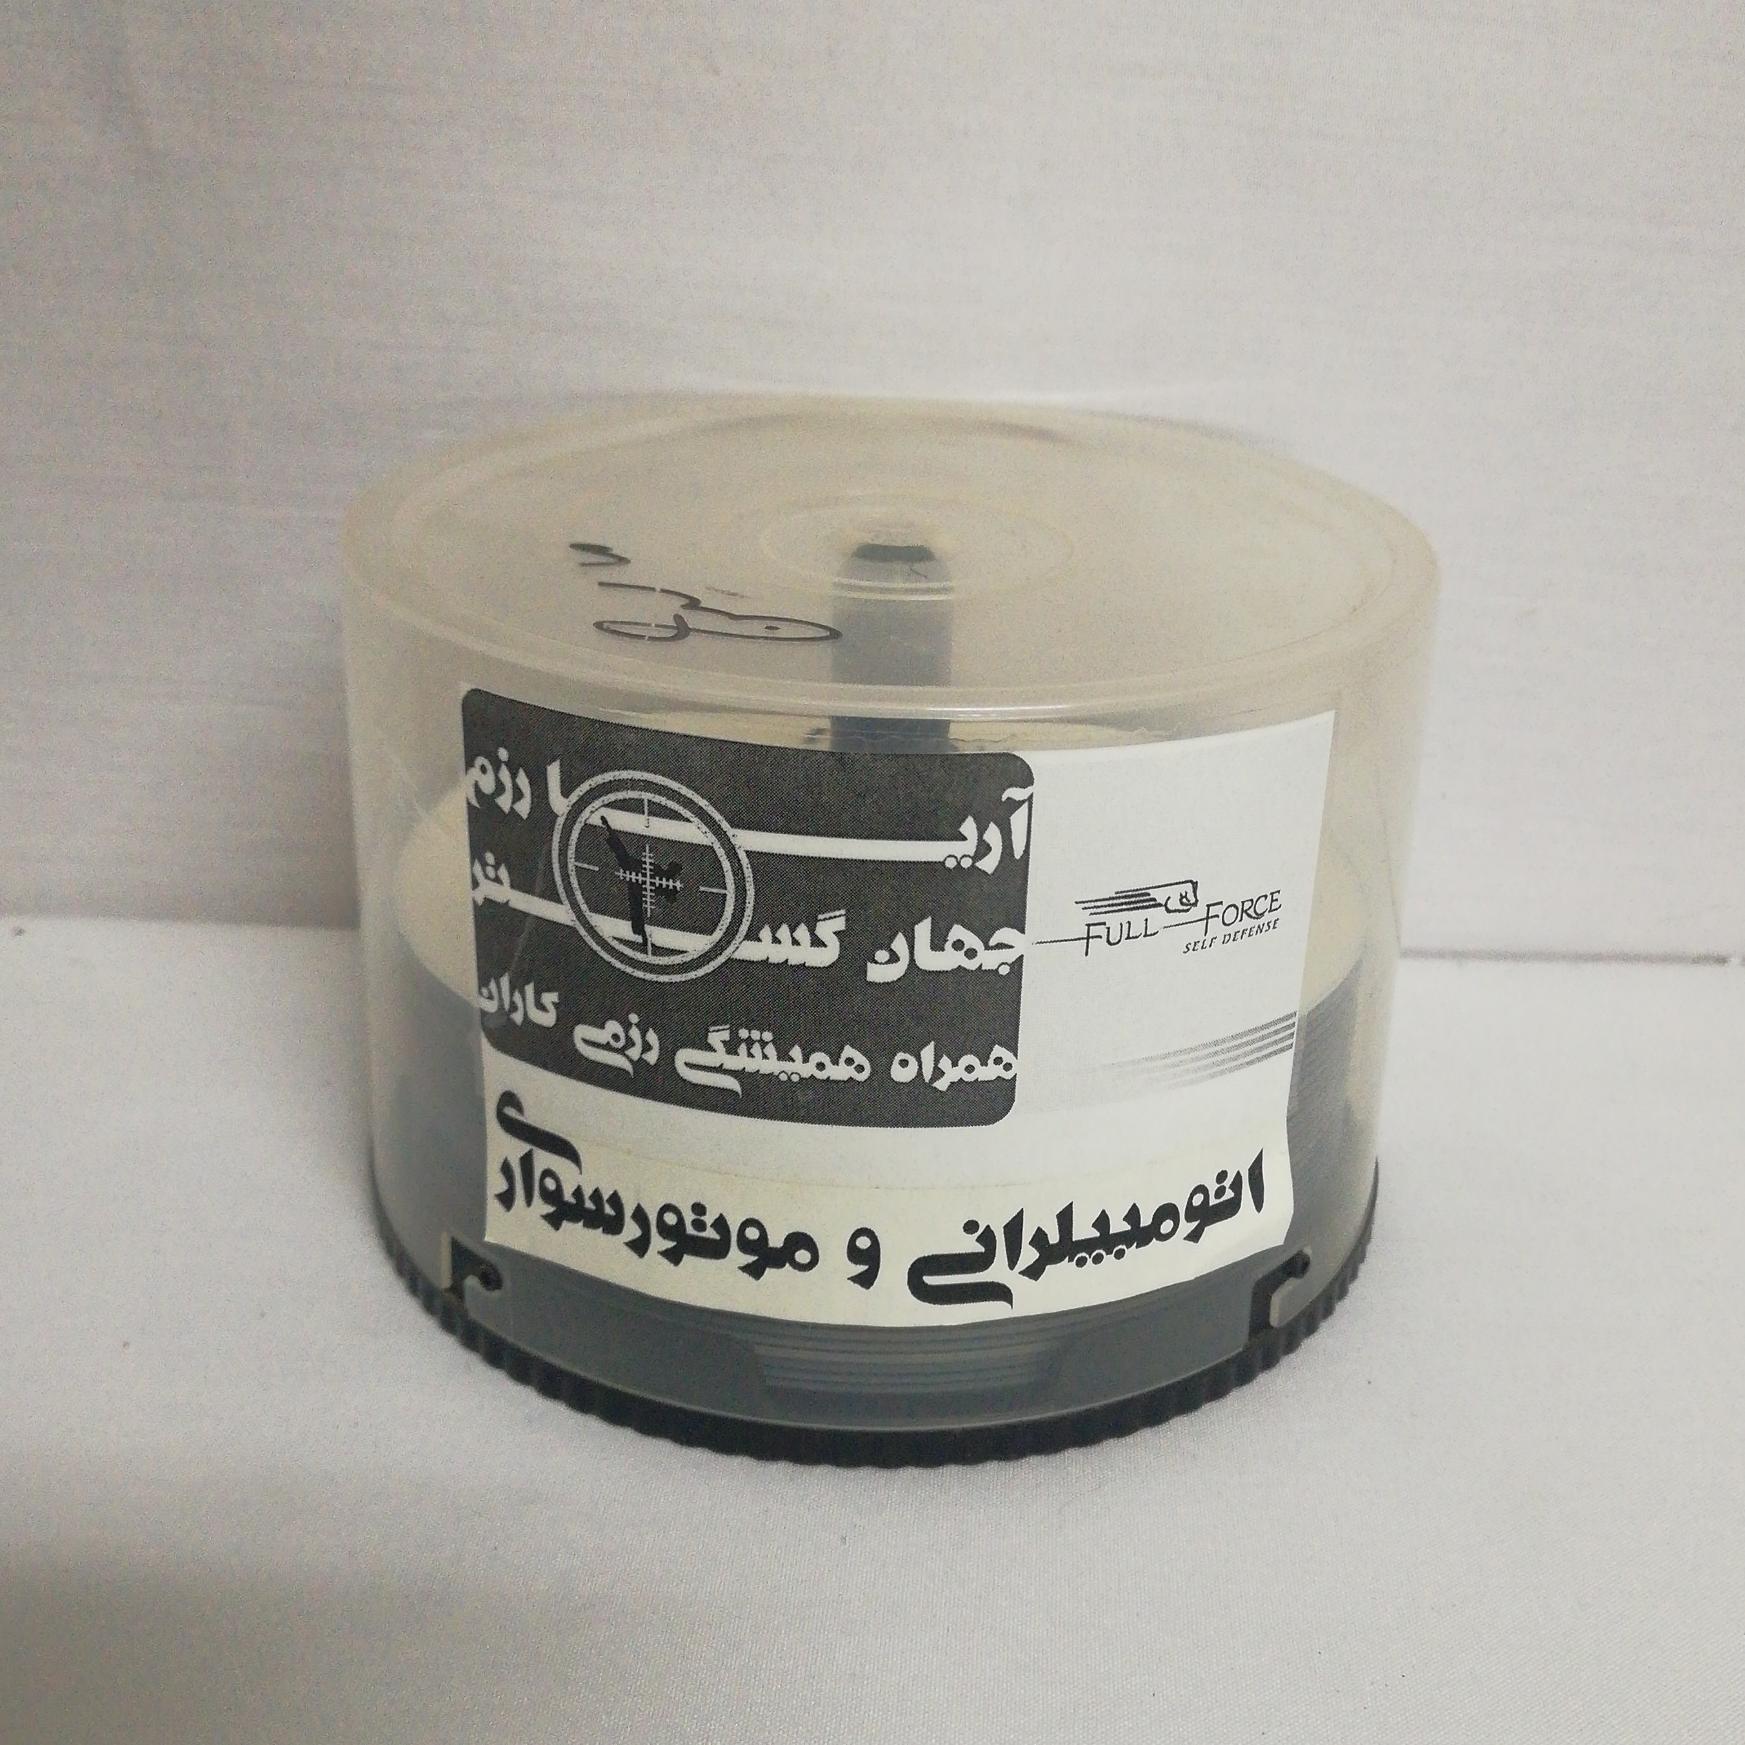 آریا رزم
جهان گستر
همراه همیشگی رزمی کاران
FULL FORCE
SELF DEFENSE
اتومبیلرانی و موتورسواری